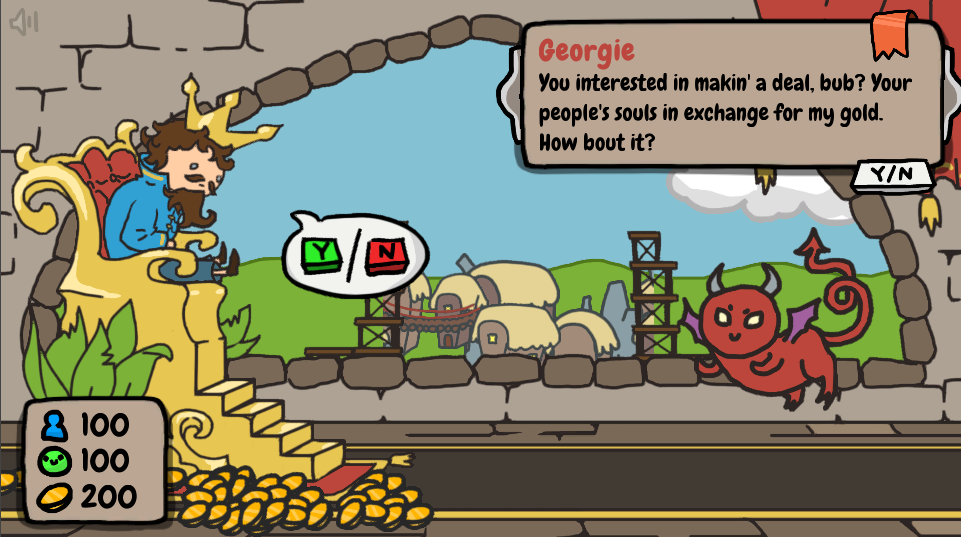 Georgie
You interested in makin' a deal, bub? Your
people's souls in exchange for my gold.
How bout it?
Y/N
Y/N
100
100
200